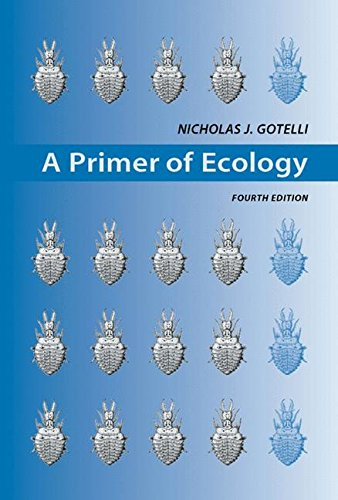 NICHOLAS J. GOTELLI
A Primer of Ecology
FOURTH EDITION